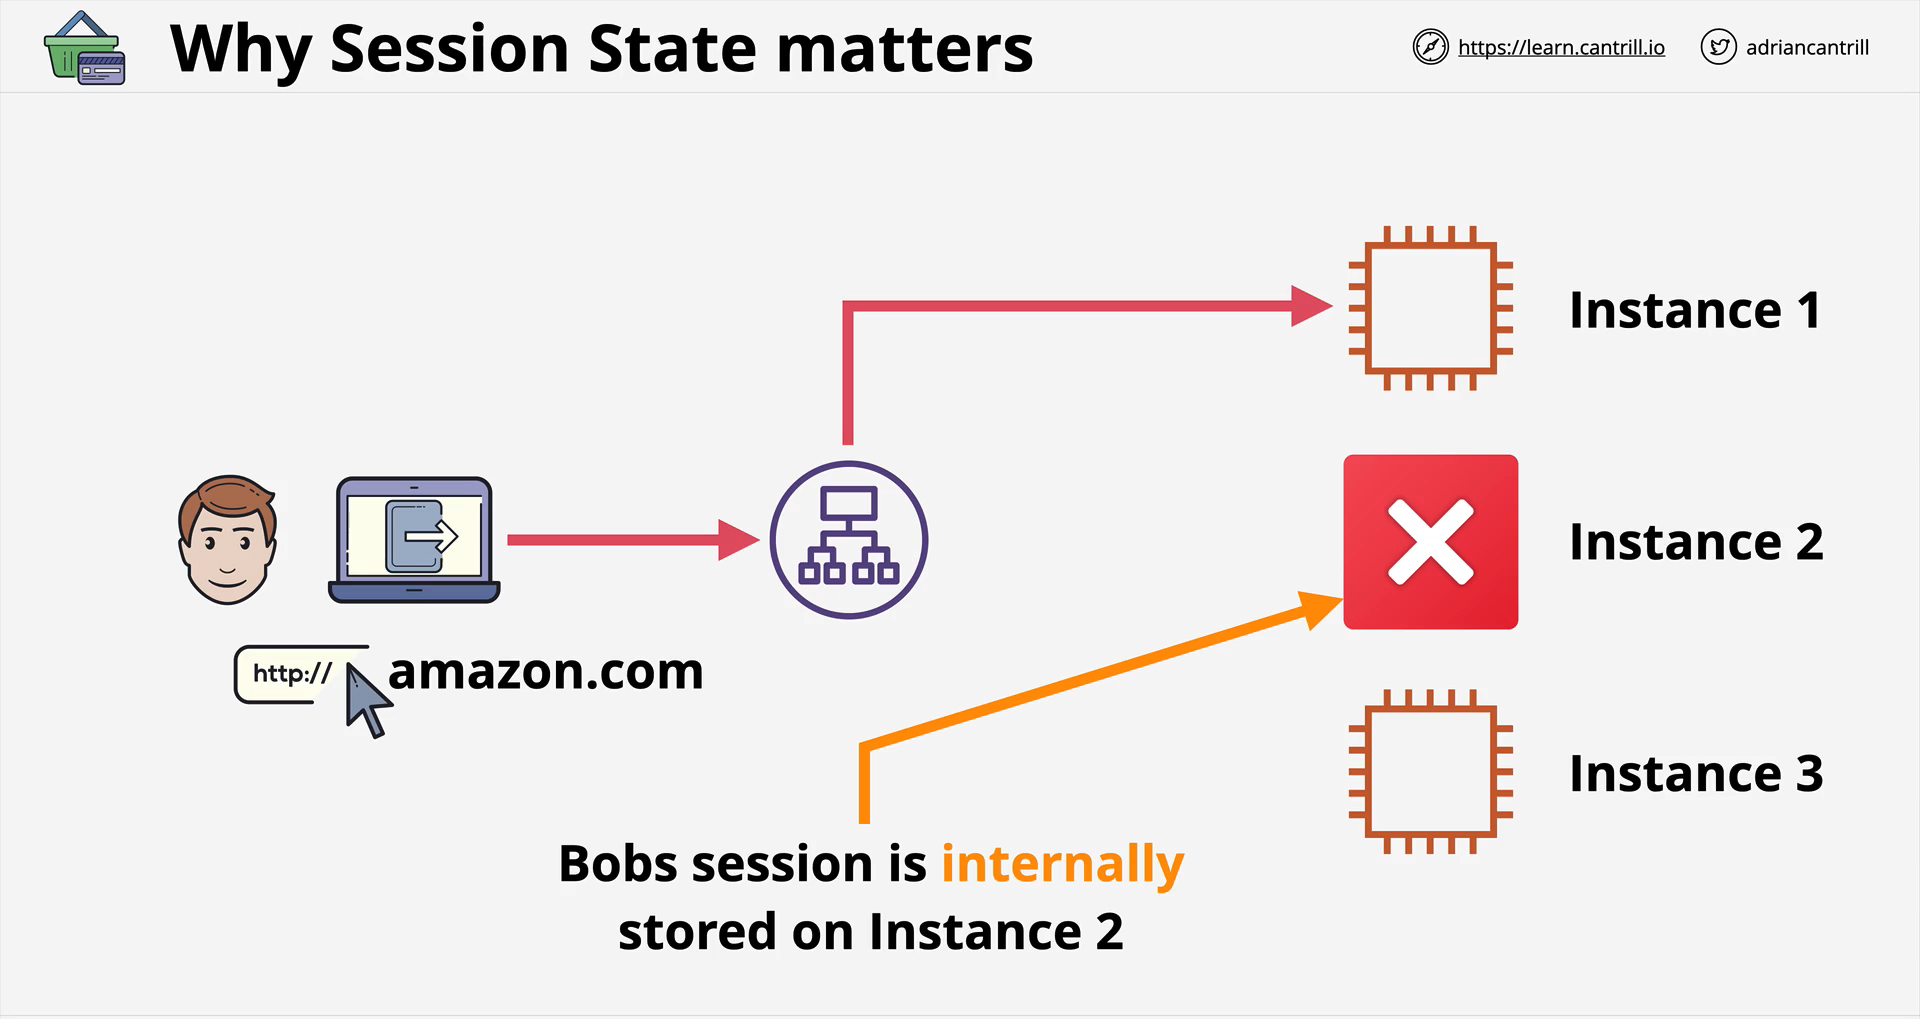 Why Session State matters
https://learn.cantrill.io
adriancantrill
Instance 1
Instance 2
http://
amazon.com
Instance 3
Bobs session is internally
stored on Instance 2